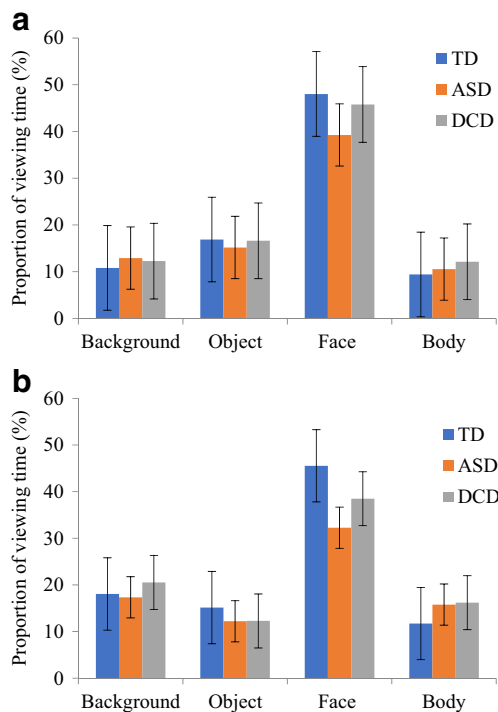 a
Proportion of viewing time (%)
60
50
40
30
20
10
0
TD
ASD
DCD
Background Object Face Body
b
Proportion of viewing time (%)
60
50
40
30
20
10
0
TD
ASD
DCD
Background Object Face Body